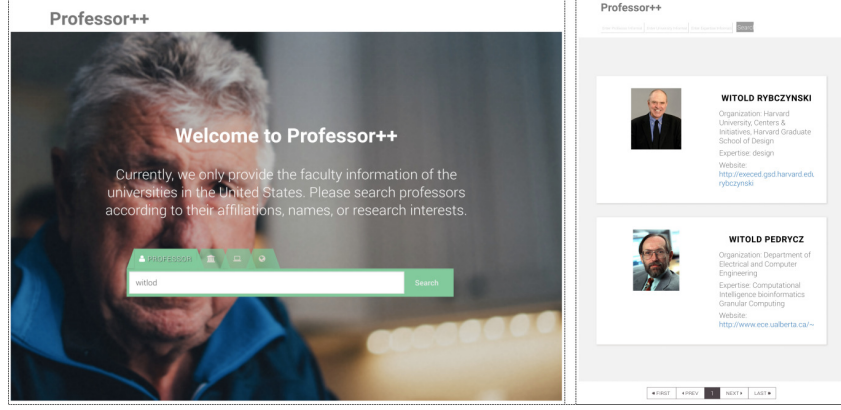 Professor++
Welcome to Professor++
Currently, we only provide the faculty information of the
universities in the United States. Please search professors
according to their affiliations, names, or research interests.
PROFESSOR
witlod
Search
Professor++
Search
WITOLD RYBCZYNSKI
Organization: Harvard
University, Centers &
Initiatives, Harvard Graduate
School of Design
Expertise: design
Website:
http://execed.gsd.harvard.edu
rybczynski
WITOLD PEDRYCZ
Organization: Department of
Electrical and Computer
Engineering
Expertise: Computational
Intelligence bioinformatics
Granular Computing
Website:
http://www.ece.ualberta.ca/~
FIRST
PREV
1
NEXT
LAST